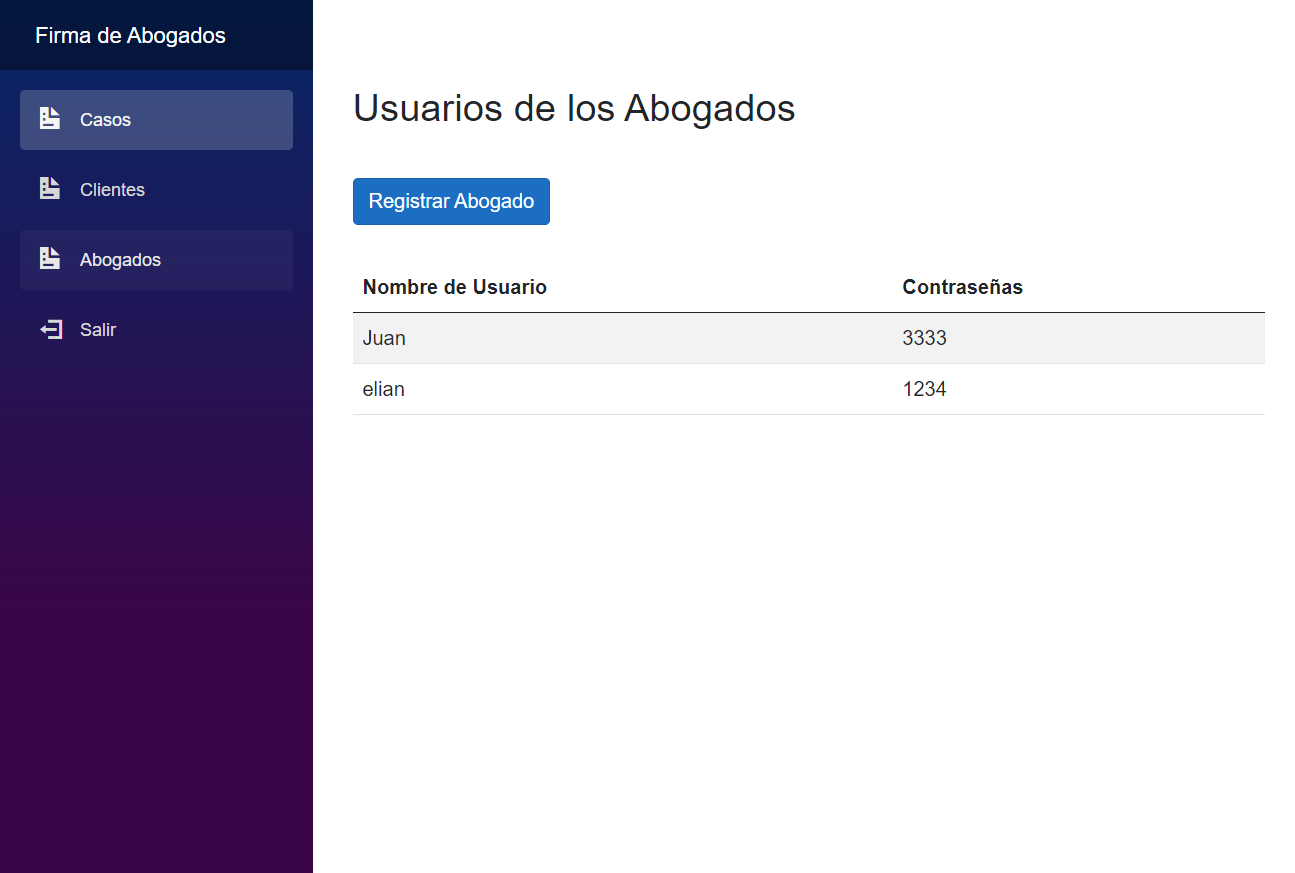 Firma de Abogados
Casos
Clientes
Abogados
Salir
Usuarios de los Abogados
Registrar Abogado
Nombre de Usuario Contraseñas
Juan 3333
elian 1234